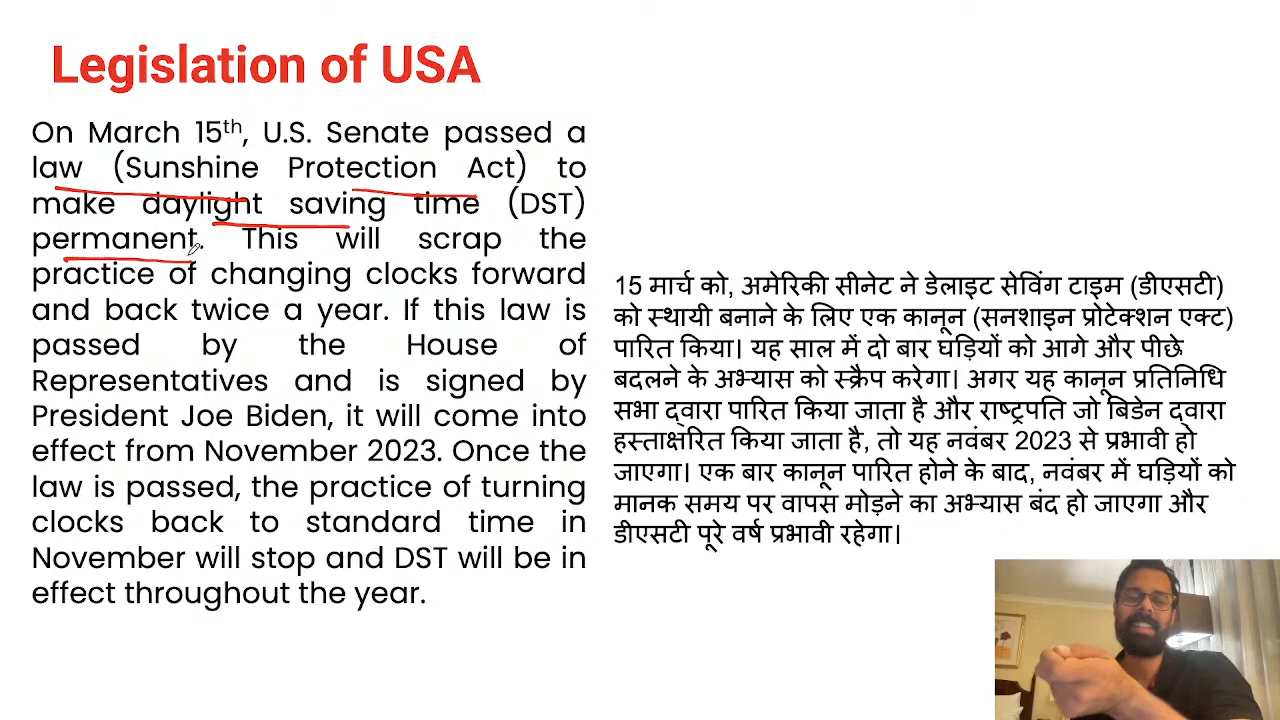 Legislation of USA
On March 15th, U.S. Senate passed a
law (Sunshine Protection Act) to
make daylight saving time (DST)
permanent. This will scrap the
practice of changing clocks forward
and back twice a year. If this law is
passed by the House of
Representatives and is signed by
President Joe Biden, it will come into
effect from November 2023. Once the
law is passed, the practice of turning
clocks back to standard time in
November will stop and DST will be in
effect throughout the year.
15 मार्च को, अमेरिकी सीनेट ने डेलाइट सेविंग टाइम (डीएसटी)
को स्थायी बनाने के लिए एक कानून (सनशाइन प्रोटेक्शन एक्ट)
पारित किया। यह साल में दो बार घड़ियों को आगे और पीछे
बदलने के अभ्यास को स्क्रैप करेगा। अगर यह कानून प्रतिनिधि
सभा द्वारा पारित किया जाता है और राष्ट्रपति जो बिडेन द्वारा
हस्ताक्षरित किया जाता है, तो यह नवंबर 2023 से प्रभावी हो
जाएगा। एक बार कानून पारित होने के बाद, नवंबर में घड़ियों को
मानक समय पर वापस मोड़ने का अभ्यास बंद हो जाएगा और
डीएसटी पूरे वर्ष प्रभावी रहेगा।